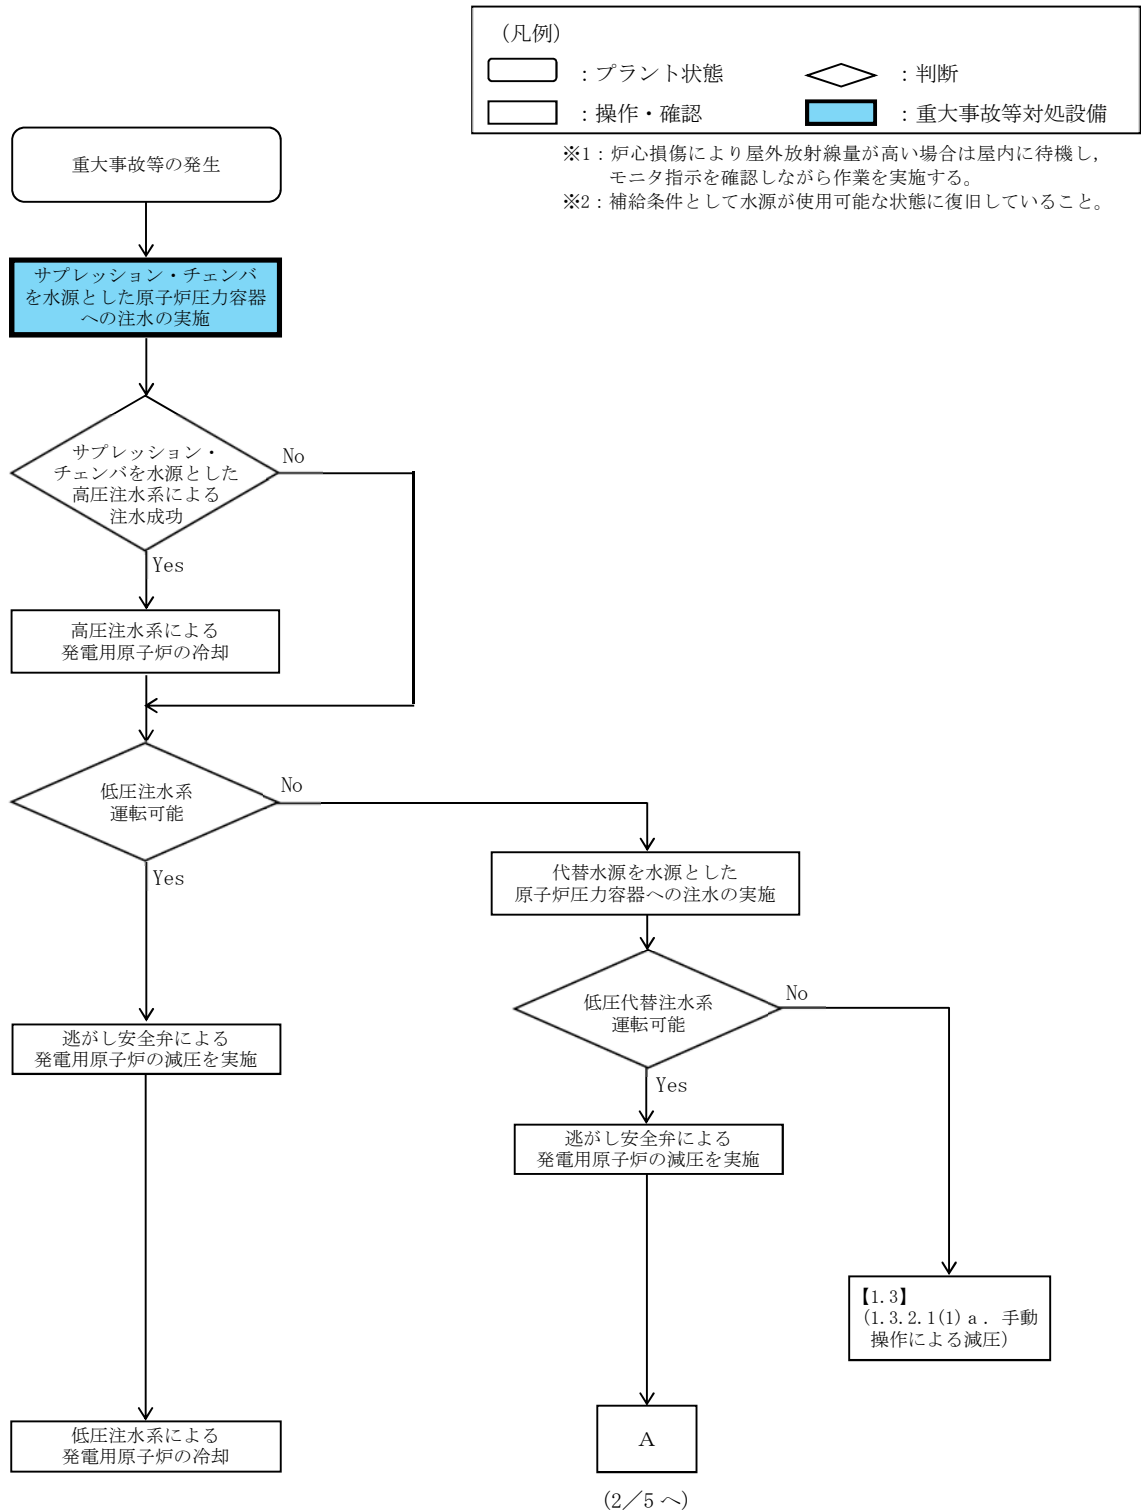 (凡例)
：プラント状態
：判断
：操作・確認
：重大事故等対処設備
※1：炉心損傷により屋外放射線量が高い場合は屋内に待機し，
モニタ指示を確認しながら作業を実施する。
※2：補給条件として水源が使用可能な状態に復旧していること。
重大事故等の発生
サプレッション・チェンバ
を水源とした原子炉圧力容器
への注水の実施
サプレッション・
チェンバを水源とした
高圧注水系による
注水成功
No
Yes
高圧注水系による
発電用原子炉の冷却
低圧注水系
運転可能
No
Yes
代替水源を水源とした
原子炉圧力容器への注水の実施
低圧代替注水系
運転可能
No
Yes
逃がし安全弁による
発電用原子炉の減圧を実施
逃がし安全弁による
発電用原子炉の減圧を実施
【1.3】
(1.3.2.1(1)ａ．手動
操作による減圧)
低圧注水系による
発電用原子炉の冷却
Ａ
(2／5 へ)